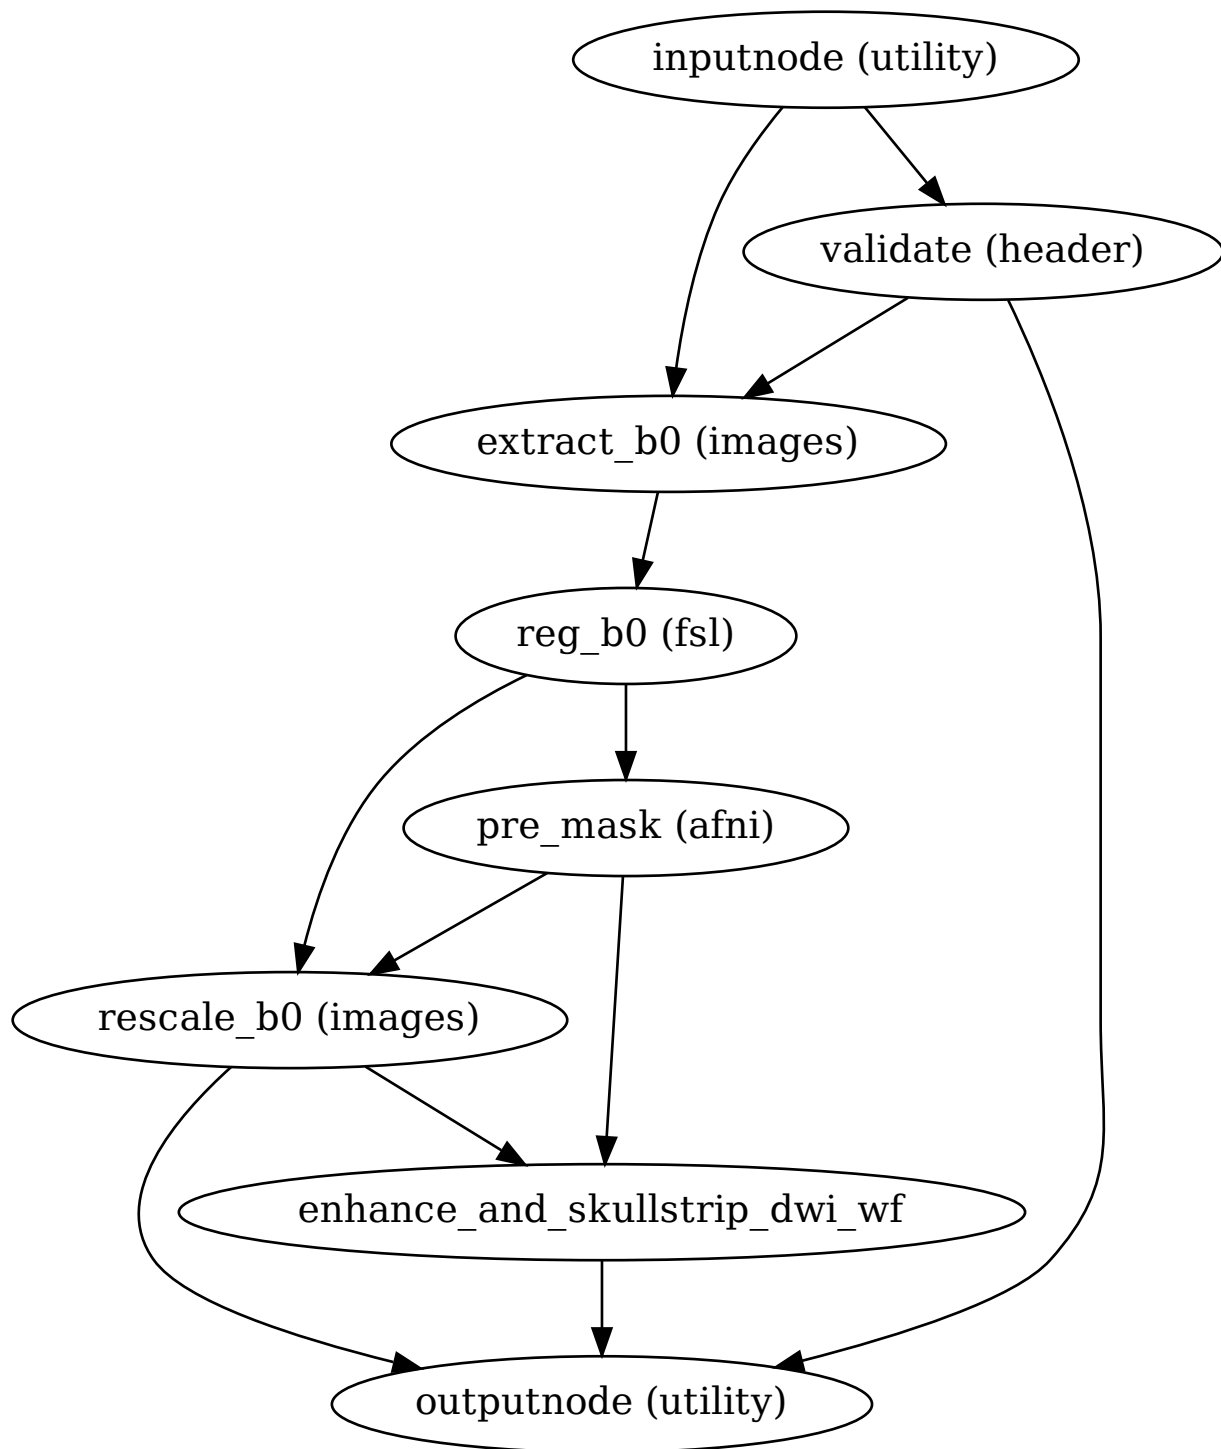 inputnode (utility)
validate (header)
extract_b0 (images)
reg_b0 (fsl)
pre_mask (afni)
rescale_b0 (images)
enhance_and_skullstrip_dwi_wf
outputnode (utility)